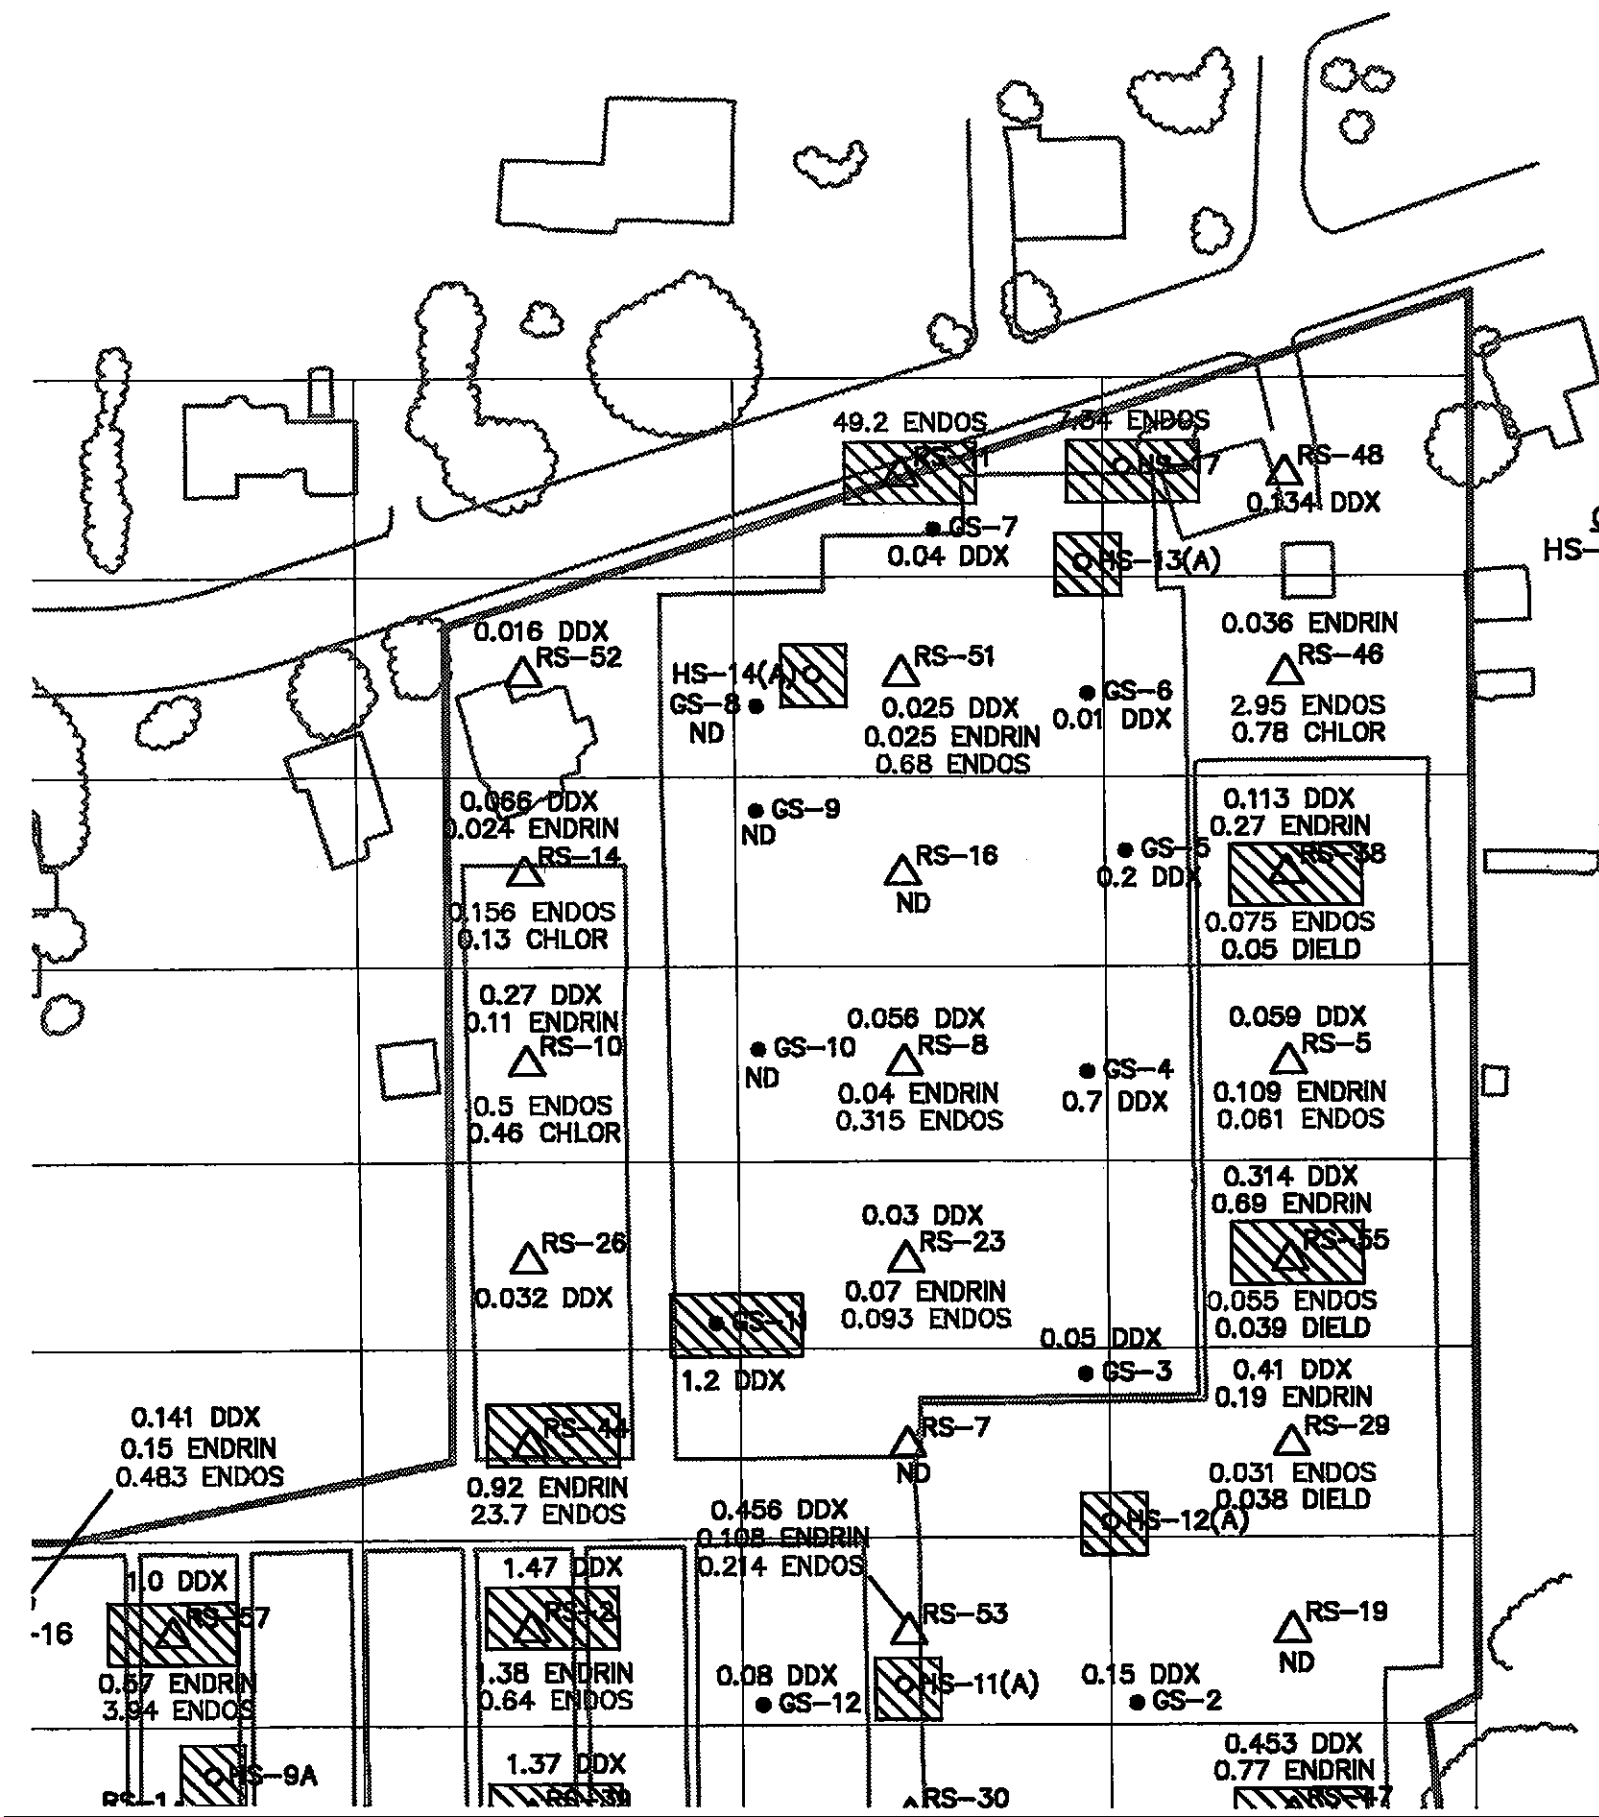 49.2 ENDOS
ENDOS
RS-48
0.134 DDX
GS-7
0.04 DDX
HS-13(A)
HS-
0.016 DDX
RS-52
HS-14(A)
GS-8
ND
RS-51
0.025 DDX
0.025 ENDRIN
0.68 ENDOS
GS-6
0.01 DDX
0.036 ENDRIN
RS-46
2.95 ENDOS
0.78 CHLOR
0.066 DDX
0.024 ENDRIN
RS-14
0.156 ENDOS
0.13 CHLOR
GS-9
ND
RS-16
ND
GS-5
0.2 DDX
0.113 DDX
0.27 ENDRIN
RS-38
0.075 ENDOS
0.05 DIELD
0.27 DDX
0.11 ENDRIN
RS-10
0.5 ENDOS
0.46 CHLOR
GS-10
ND
0.056 DDX
RS-8
0.04 ENDRIN
0.315 ENDOS
GS-4
0.7 DDX
0.059 DDX
RS-5
0.109 ENDRIN
0.061 ENDOS
RS-26
0.032 DDX
0.03 DDX
RS-23
0.07 ENDRIN
0.093 ENDOS
0.314 DDX
0.69 ENDRIN
RS-55
0.055 ENDOS
0.039 DIELD
GS-11
1.2 DDX
0.05 DDX
GS-3
0.41 DDX
0.19 ENDRIN
RS-29
0.031 ENDOS
0.038 DIELD
0.141 DDX
0.15 ENDRIN
0.483 ENDOS
RS-44
0.92 ENDRIN
23.7 ENDOS
RS-7
ND
0.456 DDX
0.108 ENDRIN
0.214 ENDOS
HS-12(A)
1.0 DDX
RS-57
0.57 ENDRIN
3.94 ENDOS
-16
1.47 DDX
RS-2
1.38 ENDRIN
0.64 ENDOS
RS-53
RS-19
ND
0.08 DDX
GS-12
HS-11(A)
0.15 DDX
GS-2
HS-9A
1.37 DDX
RS-39
RS-30
0.453 DDX
0.77 ENDRIN
RS-47